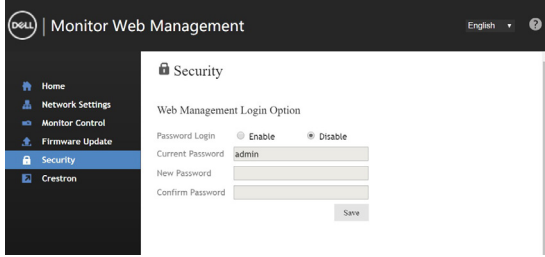 DELL | Monitor Web Management
English ▼ ?
Security
Home
Network Settings
Monitor Control
Firmware Update
Security
Crestron
Web Management Login Option
Password Login Enable Disable
Current Password admin
New Password
Confirm Password
Save